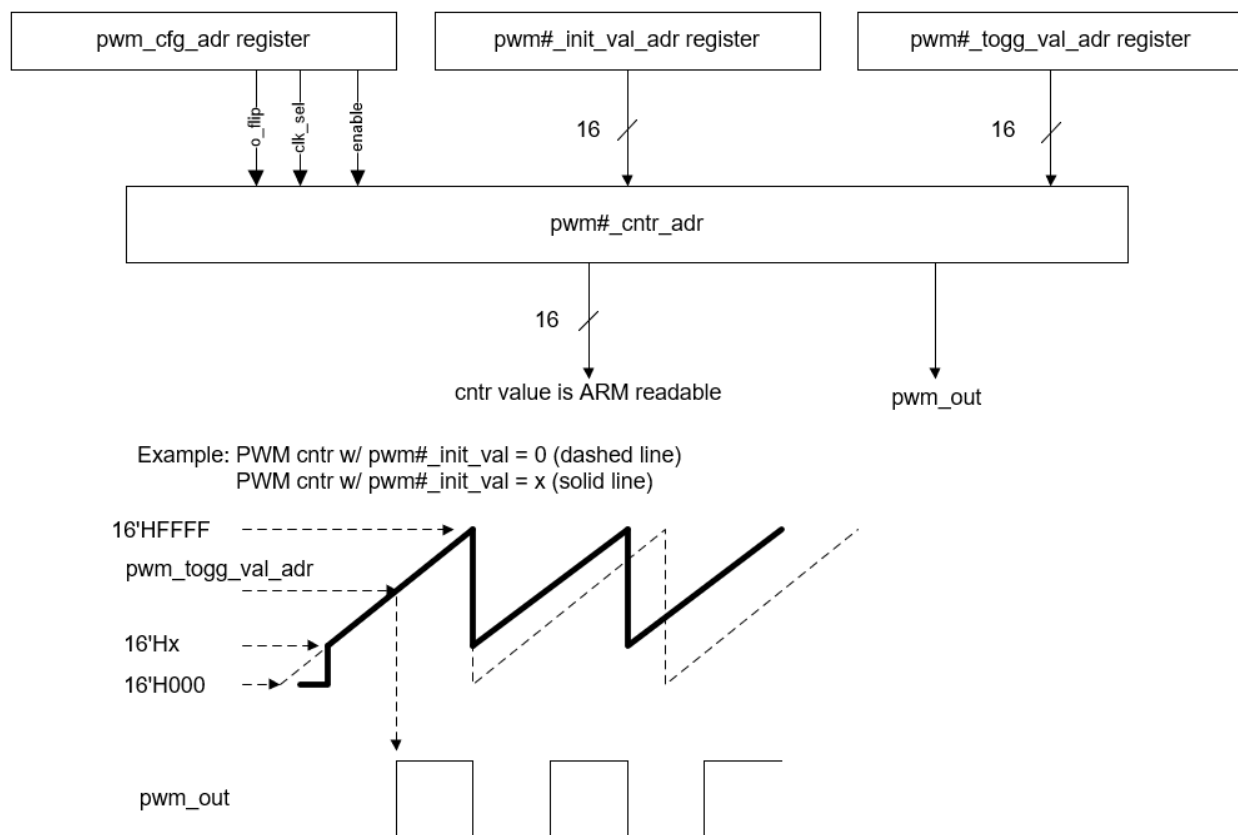 pwm_cfg_adr register
pwm#_init_val_adr register
pwm#_togg_val_adr register
o_flip
clk_sel
enable
16
16
pwm#_cntr_adr
16
cntr value is ARM readable
pwm_out
Example: PWM cntr w/ pwm#_init_val = 0 (dashed line)
PWM cntr w/ pwm#_init_val = x (solid line)
16'HFFFF
pwm_togg_val_adr
16'Hx
16'H000
pwm_out